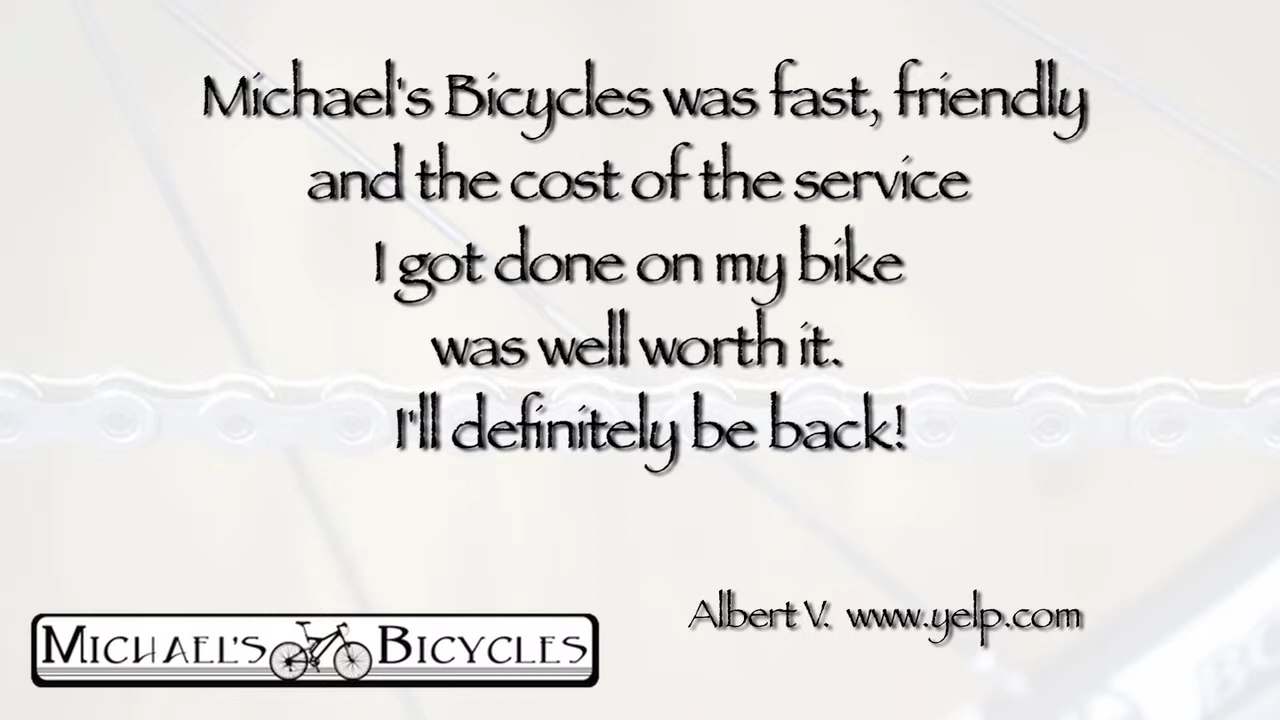 Michael's Bicycles was fast, friendly
and the cost of the service
I got done on my bike
was well worth it.
I'll definitely be back!
Albert V. www.yelp.com
MICHAEL'S BICYCLES